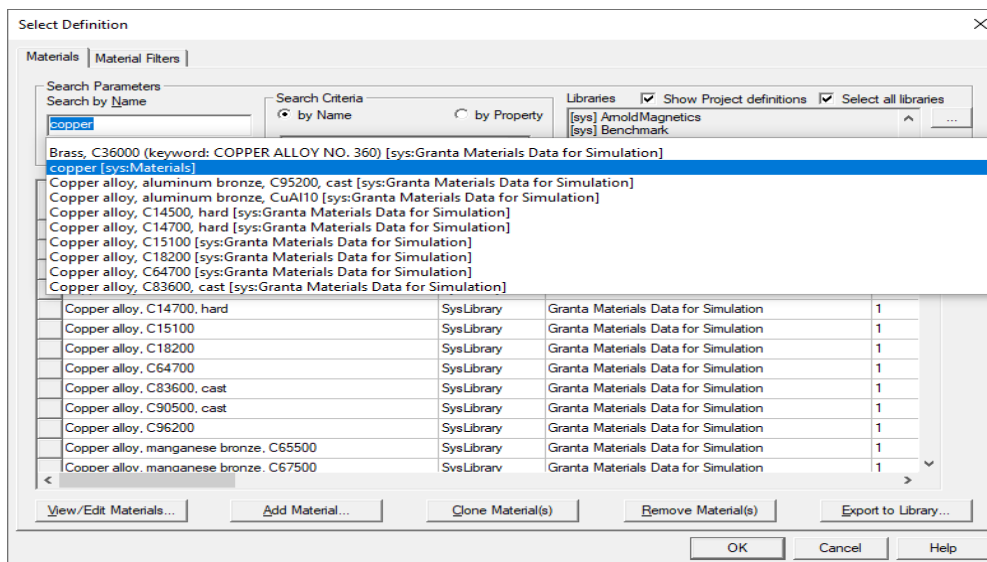 Select Definition
Materials Material Filters
Search Parameters
Search by Name
copper
Search Criteria
by Name by Property
Libraries Show Project definitions Select all libraries
[sys] ArnoldMagnetics
[sys] Benchmark
...
Brass, C36000 (keyword: COPPER ALLOY NO. 360) [sys:Granta Materials Data for Simulation]
copper [sys:Materials]
Copper alloy, aluminum bronze, C95200, cast [sys:Granta Materials Data for Simulation]
Copper alloy, aluminum bronze, CuAl10 [sys:Granta Materials Data for Simulation]
Copper alloy, C14500, hard [sys:Granta Materials Data for Simulation]
Copper alloy, C14700, hard [sys:Granta Materials Data for Simulation]
Copper alloy, C15100 [sys:Granta Materials Data for Simulation]
Copper alloy, C18200 [sys:Granta Materials Data for Simulation]
Copper alloy, C64700 [sys:Granta Materials Data for Simulation]
Copper alloy, C83600, cast [sys:Granta Materials Data for Simulation]
Copper alloy, C14700, hard SysLibrary Granta Materials Data for Simulation 1
Copper alloy, C15100 SysLibrary Granta Materials Data for Simulation 1
Copper alloy, C18200 SysLibrary Granta Materials Data for Simulation 1
Copper alloy, C64700 SysLibrary Granta Materials Data for Simulation 1
Copper alloy, C83600, cast SysLibrary Granta Materials Data for Simulation 1
Copper alloy, C90500, cast SysLibrary Granta Materials Data for Simulation 1
Copper alloy, C96200 SysLibrary Granta Materials Data for Simulation 1
Copper alloy, manganese bronze, C65500 SysLibrary Granta Materials Data for Simulation 1
Copper alloy, manganese bronze, C67500 SysLibrary Granta Materials Data for Simulation 1
View/Edit Materials... Add Material... Clone Material(s) Remove Material(s) Export to Library...
OK Cancel Help